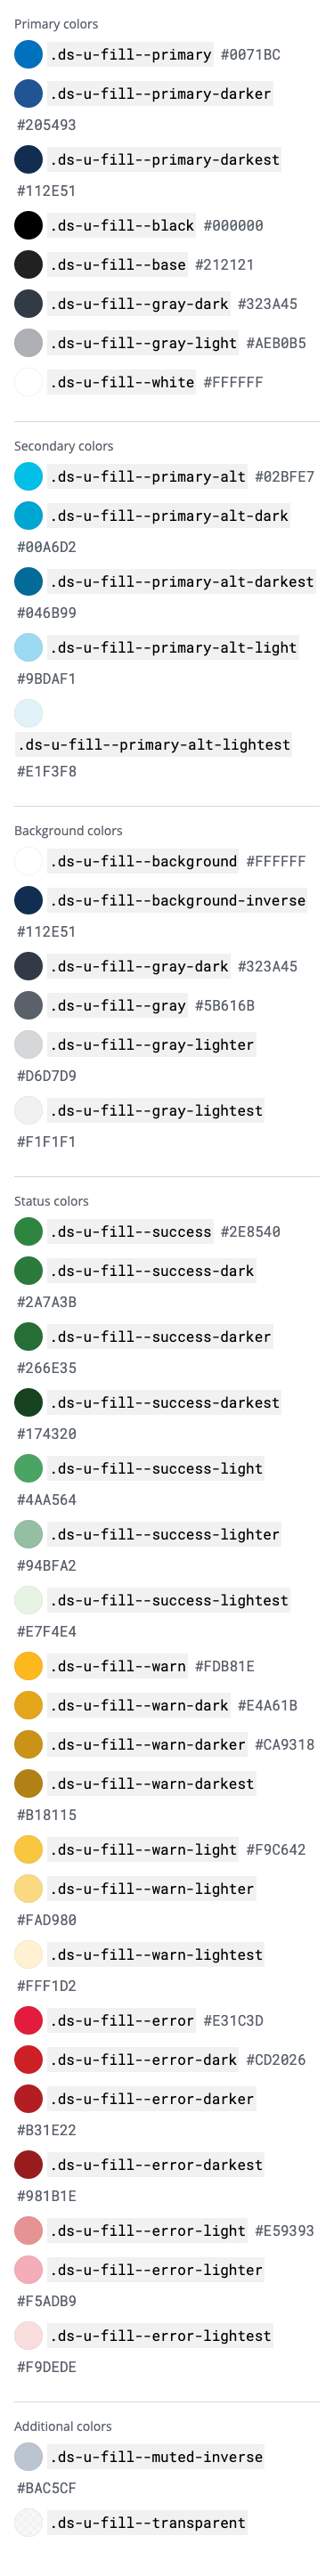 Primary colors
.ds-u-fill--primary #0071BC
.ds-u-fill--primary-darker
#205493
.ds-u-fill--primary-darkest
#112E51
.ds-u-fill--black #000000
.ds-u-fill--base #212121
.ds-u-fill--gray-dark #323A45
.ds-u-fill--gray-light #AEB0B5
.ds-u-fill--white #FFFFFF
Secondary colors
.ds-u-fill--primary-alt #02BFE7
.ds-u-fill--primary-alt-dark
#00A6D2
.ds-u-fill--primary-alt-darkest
#046B99
.ds-u-fill--primary-alt-light
#9BDAF1
.ds-u-fill--primary-alt-lightest
#E1F3F8
Background colors
.ds-u-fill--background #FFFFFF
.ds-u-fill--background-inverse
#112E51
.ds-u-fill--gray-dark #323A45
.ds-u-fill--gray #5B616B
.ds-u-fill--gray-lighter
#D6D7D9
.ds-u-fill--gray-lightest
#F1F1F1
Status colors
.ds-u-fill--success #2E8540
.ds-u-fill--success-dark
#2A7A3B
.ds-u-fill--success-darker
#266E35
.ds-u-fill--success-darkest
#174320
.ds-u-fill--success-light
#4AA564
.ds-u-fill--success-lighter
#94BFA2
.ds-u-fill--success-lightest
#E7F4E4
.ds-u-fill--warn #FDB81E
.ds-u-fill--warn-dark #E4A61B
.ds-u-fill--warn-darker #CA9318
.ds-u-fill--warn-darkest
#B18115
.ds-u-fill--warn-light #F9C642
.ds-u-fill--warn-lighter
#FAD980
.ds-u-fill--warn-lightest
#FFF1D2
.ds-u-fill--error #E31C3D
.ds-u-fill--error-dark #CD2026
.ds-u-fill--error-darker
#B31E22
.ds-u-fill--error-darkest
#981B1E
.ds-u-fill--error-light #E59393
.ds-u-fill--error-lighter
#F5ADB9
.ds-u-fill--error-lightest
#F9DEDE
Additional colors
.ds-u-fill--muted-inverse
#BAC5CF
.ds-u-fill--transparent